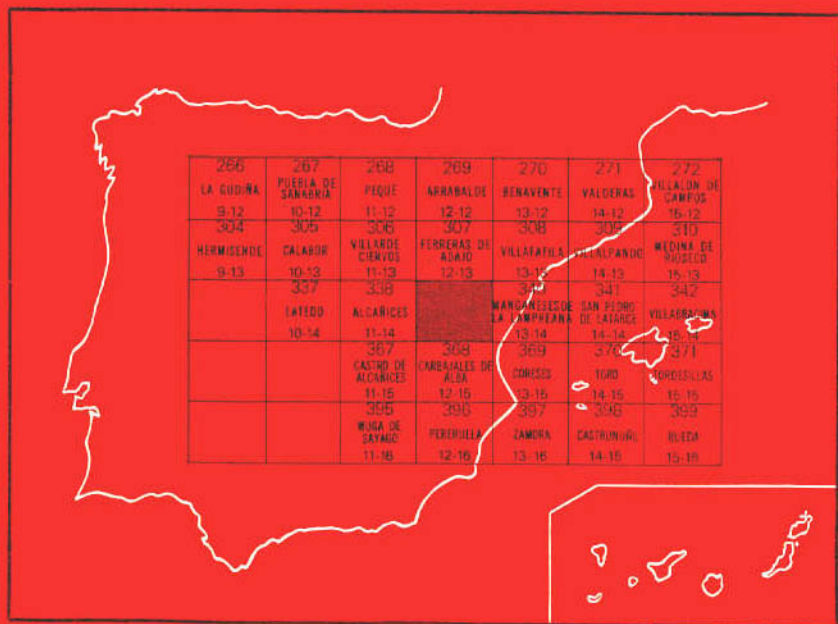 266
LA GUDIÑA
9-12
267
PUEBLA DE
SANABRIA
10-12
268
PEQUE
11-12
269
ARRABALDE
12-12
270
BENAVENTE
13-12
271
VALDERAS
14-12
272
VILLALON DE
CAMPOS
15-12
304
HERMISENDE
9-13
305
CALABOR
10-13
306
VILLARDE
CIERVOS
11-13
307
FERRERAS DE
ABAJO
12-13
308
VILLAFAFILA
13-13
309
VILLALPANDO
14-13
310
MEDINA DE
RIOSECO
15-13
337
LATEDO
10-14
338
ALCAÑICES
11-14
MANGANESES DE
LA LAMPREANA
13-14
341
SAN PEDRO
DE LATARCE
14-14
342
VILLABRAGIMA
15-14
367
CASTRO DE
ALCAÑICES
11-15
368
CARBAJALES DE
ALBA
12-15
369
CORESES
13-15
370
TORO
14-15
371
TORDESILLAS
15-15
395
MUGA DE
SAYAGO
11-16
396
PERERUELA
12-16
397
ZAMORA
13-16
398
CASTRONUÑO
14-16
399
RUEDA
15-16